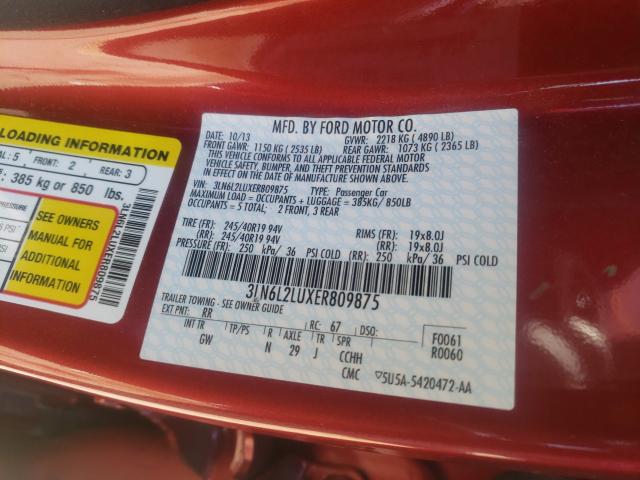 LOADING INFORMATION
AL: 5 FRONT: 2 REAR: 3
: 385 kg or 850 lbs.
SEE OWNERS
MANUAL FOR
ADDITIONAL
INFORMATION
3LN6L2LUXER809875
MFD. BY FORD MOTOR CO.
DATE: 10/13 GVWR: 2218 KG ( 4890 LB)
FRONT GAWR: 1150 KG ( 2535 LB) REAR GAWR: 1073 KG ( 2365 LB)
THIS VEHICLE CONFORMS TO ALL APPLICABLE FEDERAL MOTOR
VEHICLE SAFETY, BUMPER, AND THEFT PREVENTION STANDARDS
IN EFFECT ON THE DATE OF MANUFACTURE SHOWN ABOVE.
VIN: 3LN6L2LUXER809875 TYPE: Passenger Car
MAXIMUM LOAD = OCCUPANTS + LUGGAGE = 385KG/ 850LB
OCCUPANTS = 5 TOTAL: 2 FRONT, 3 REAR
TIRE (FR): 245/40R19 94V RIMS (FR): 19x8.0J
(RR): 245/40R19 94V (RR): 19x8.0J
PRESSURE (FR): 250 kPa/ 36 PSI COLD (RR): 250 kPa/ 36 PSI COLD
3LN6L2LUXER809875
TRAILER TOWING - SEE OWNER GUIDE
EXT PNT: RR RC: 67 DSO: F0061
INT TR TP/PS R AXLE TR SPR R0060
GW N 29 J CCHH
CMC 5U5A-5420472-AA